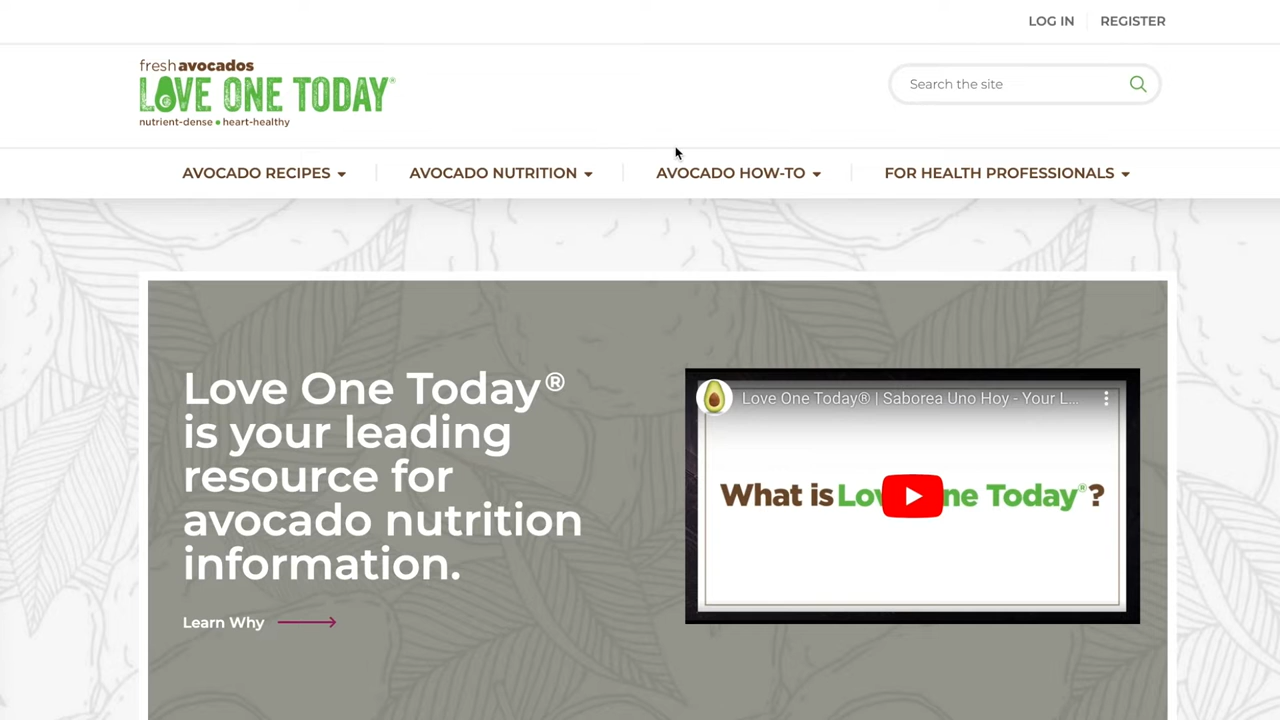 LOG IN
REGISTER
fresh avocados
LOVE ONE TODAY®
nutrient-dense • heart-healthy
Search the site
AVOCADO RECIPES
AVOCADO NUTRITION
AVOCADO HOW-TO
FOR HEALTH PROFESSIONALS
Love One Today®
is your leading
resource for
avocado nutrition
information.
Learn Why
Love One Today® | Saborea Uno Hoy - Your L...
What is Lov ne Today®?